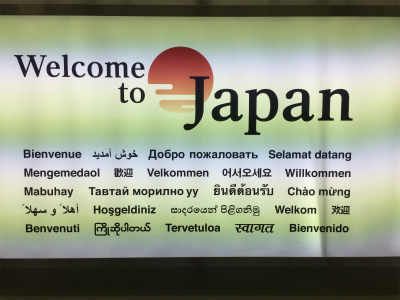 Welcome
to Japan
Bienvenue خوش آمدید Добро пожаловать Selamat datang
Mengemedaol 歡迎 Velkommen 어서오세요 Willkommen
Mabuhay Тавтай морилно уу ยินดีต้อนรับ Chào mừng
أهلاً و سهلاً Hoşgeldiniz සාදරයෙන් පිළිගනිමු Welkom 欢迎
Benvenuti ကြိုဆိုပါတယ် Tervetuloa स्वागत Bienvenido